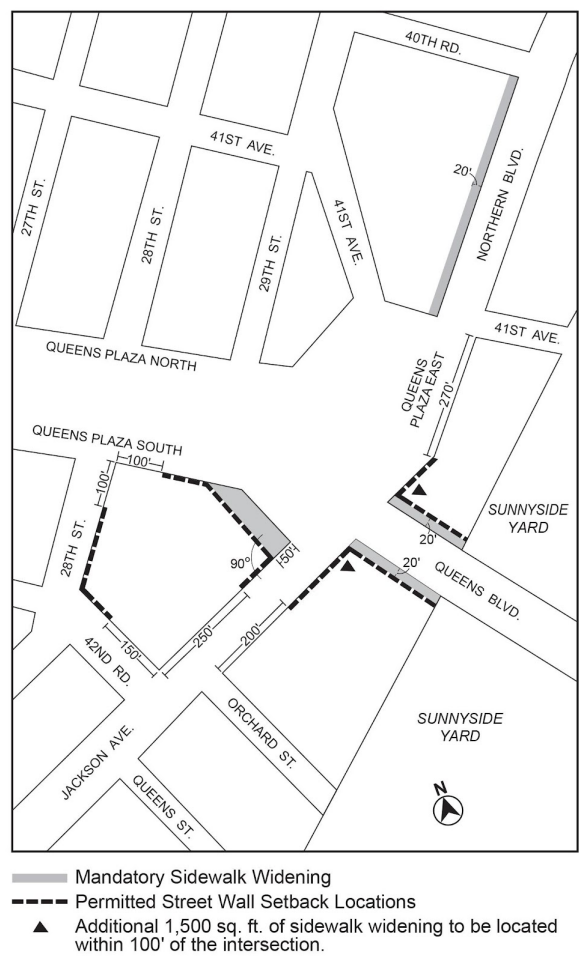 40TH RD.
41ST AVE.
20'
NORTHERN BLVD.
27TH ST.
28TH ST.
29TH ST.
41ST AVE.
41ST AVE.
QUEENS PLAZA NORTH
QUEENS
PLAZA EAST
270'
QUEENS PLAZA SOUTH
100'
100'
SUNNYSIDE
YARD
28TH ST.
90°
50'
20'
20'
QUEENS BLVD.
150'
250'
200'
42ND RD.
ORCHARD ST.
SUNNYSIDE
YARD
JACKSON AVE.
QUEENS ST.
N
Mandatory Sidewalk Widening
Permitted Street Wall Setback Locations
Additional 1,500 sq. ft. of sidewalk widening to be located
within 100' of the intersection.